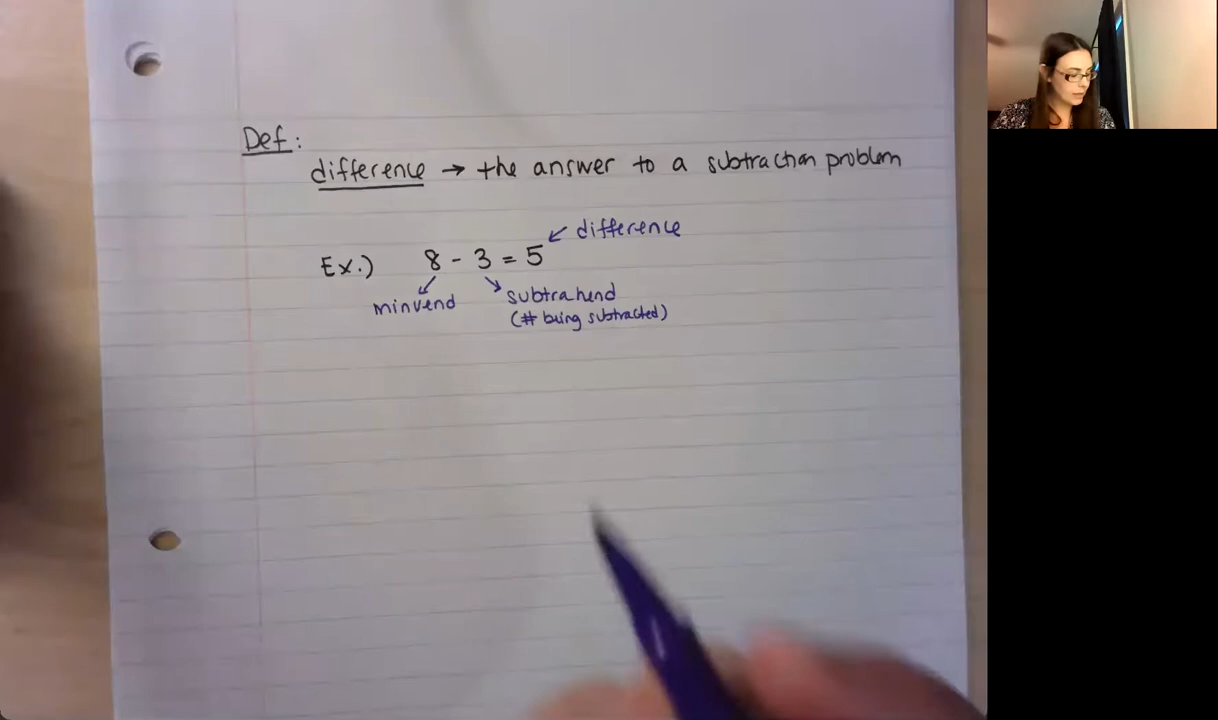 Def:
difference → the answer to a subtraction problem
difference
Ex.) 8 - 3 = 5
minuend
subtrahend
(# being subtracted)